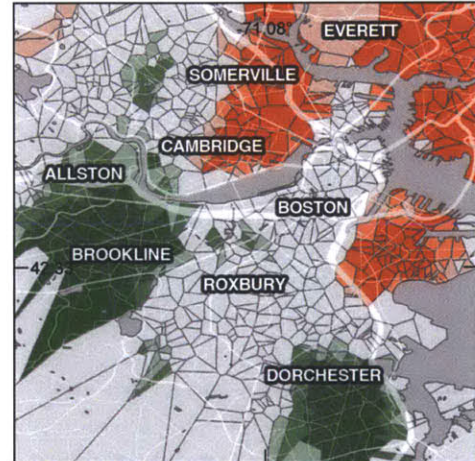 -71.08°
EVERETT
SOMERVILLE
CAMBRIDGE
ALLSTON
BOSTON
BROOKLINE
ROXBURY
DORCHESTER